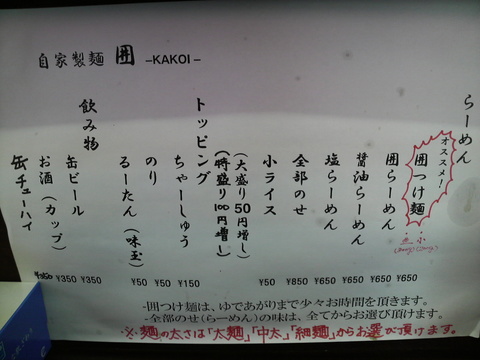 自家製麺 囲 –KAKOI–
らーめん
オススメ!
囲つけ麺 ¥650
囲らーめん ¥650
醤油らーめん ¥650
塩らーめん ¥650
全部のせ ¥850
小ライス ¥50
(大盛り50円増し)
(特盛り100円増し)
トッピング
ちゃーしゅう ¥150
のり ¥50
るーたん(味玉) ¥50
飲み物
缶ビール ¥350
お酒(カップ) ¥350
缶チューハイ ¥350
-囲つけ麺は、ゆであがりまで少々お時間を頂きます。
-全部のせ(らーめん)の味は、全てからお選び頂けます。
※麺の太さは「太麺」「中太」「細麺」からお選び頂けます。